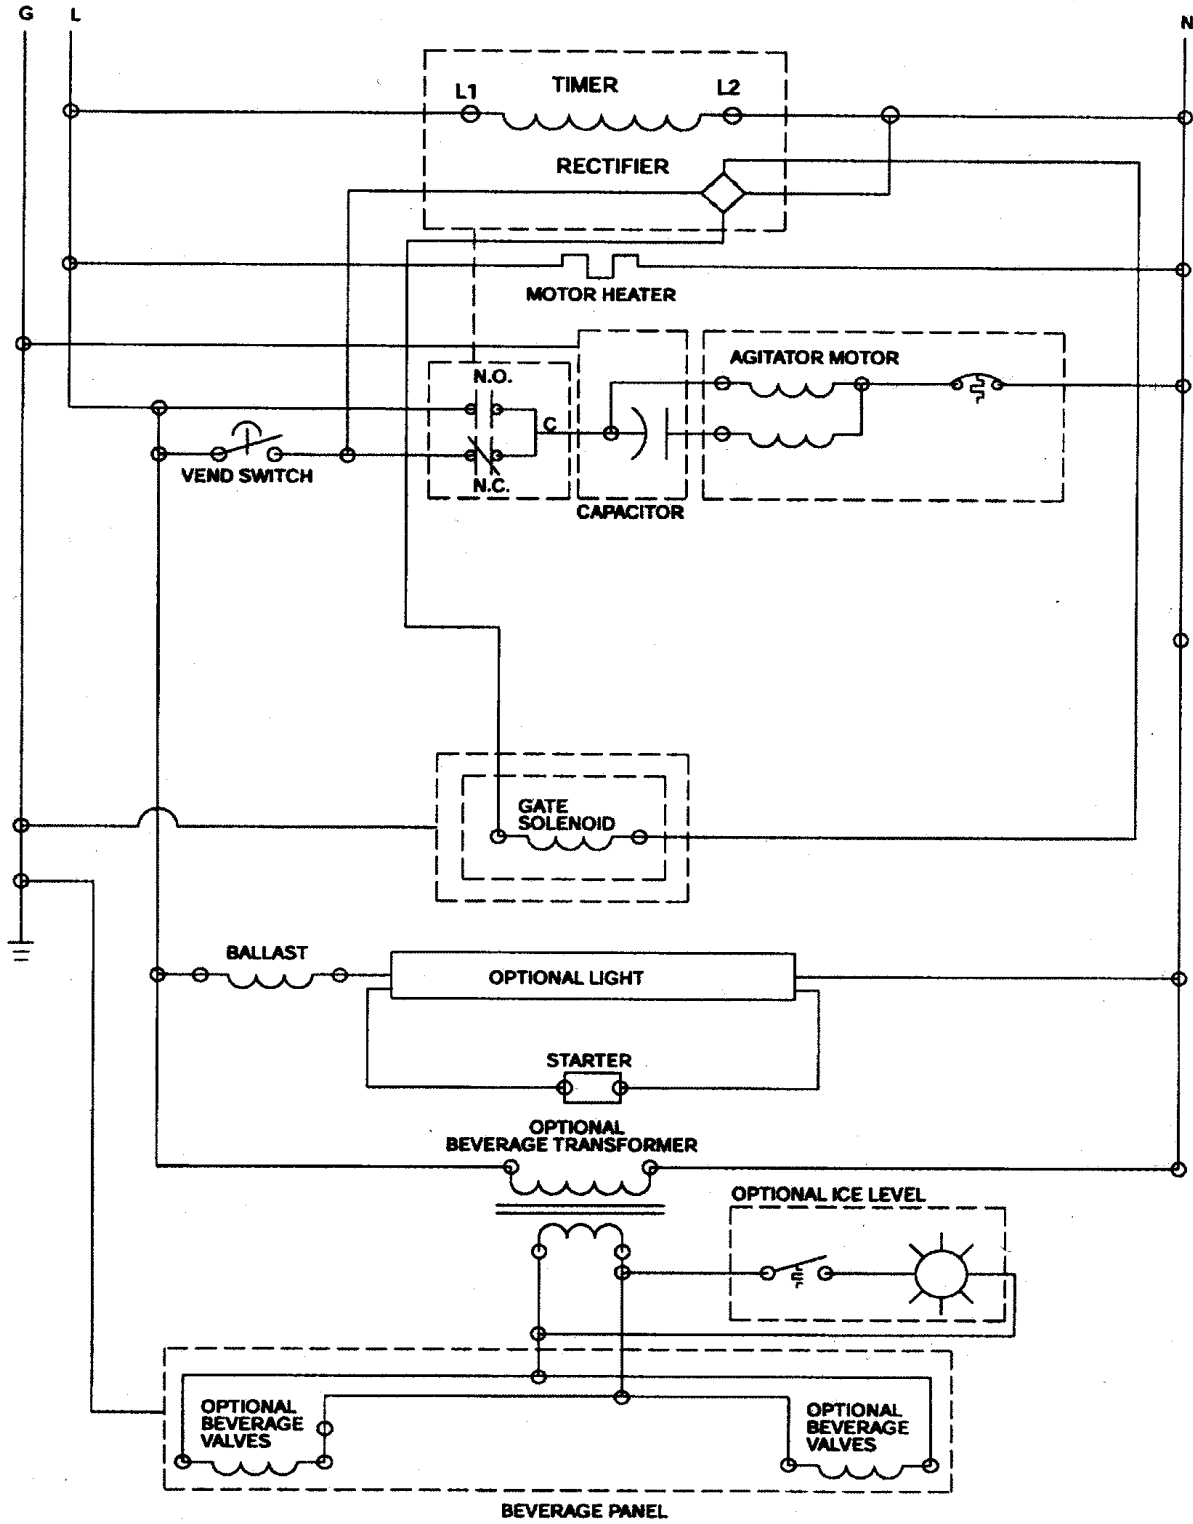 G
L
N
TIMER
L1
L2
RECTIFIER
MOTOR HEATER
AGITATOR MOTOR
N.O.
C
VEND SWITCH
N.C.
CAPACITOR
GATE
SOLENOID
BALLAST
OPTIONAL LIGHT
STARTER
OPTIONAL
BEVERAGE TRANSFORMER
OPTIONAL ICE LEVEL
OPTIONAL
BEVERAGE
VALVES
OPTIONAL
BEVERAGE
VALVES
BEVERAGE PANEL